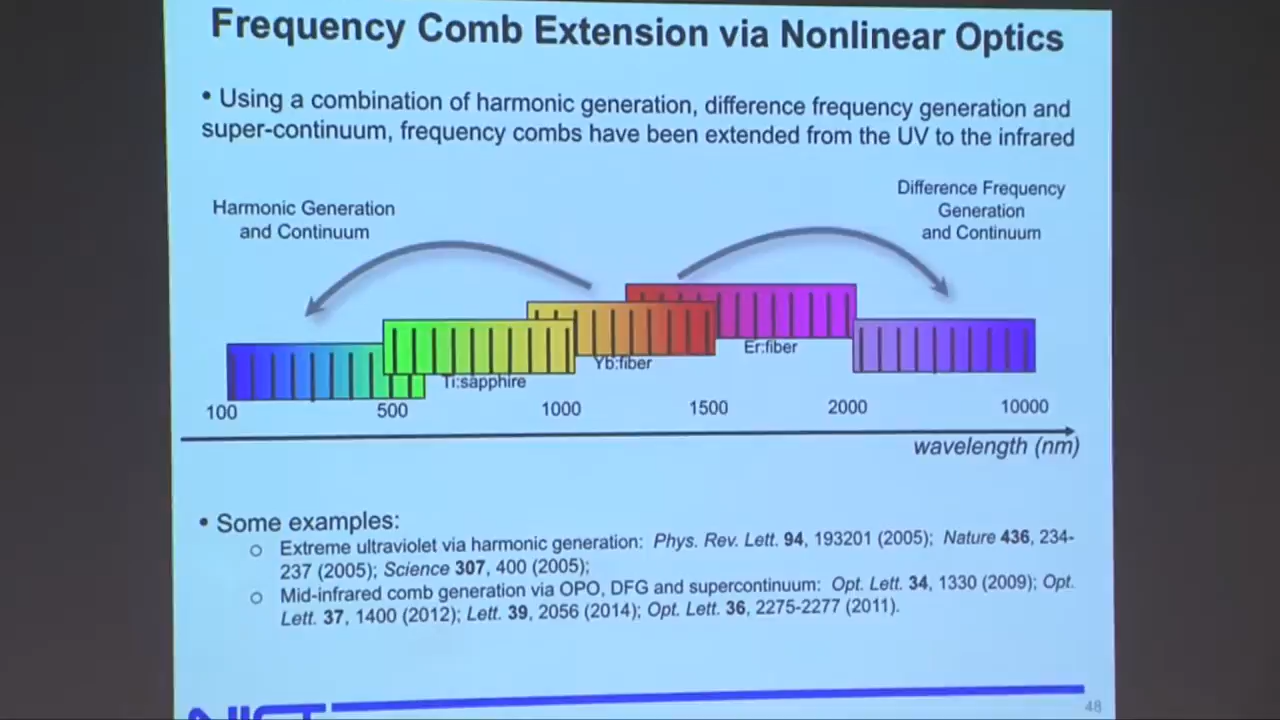 Frequency Comb Extension via Nonlinear Optics
• Using a combination of harmonic generation, difference frequency generation and
super-continuum, frequency combs have been extended from the UV to the infrared
Harmonic Generation
and Continuum
Difference Frequency
Generation
and Continuum
Ti:sapphire
Yb:fiber
Er:fiber
100 500 1000 1500 2000 10000
wavelength (nm)
• Some examples:
o Extreme ultraviolet via harmonic generation: Phys. Rev. Lett. 94, 193201 (2005); Nature 436, 234-
237 (2005); Science 307, 400 (2005);
o Mid-infrared comb generation via OPO, DFG and supercontinuum: Opt. Lett. 34, 1330 (2009); Opt.
Lett. 37, 1400 (2012); Lett. 39, 2056 (2014); Opt. Lett. 36, 2275-2277 (2011).
NIST
48